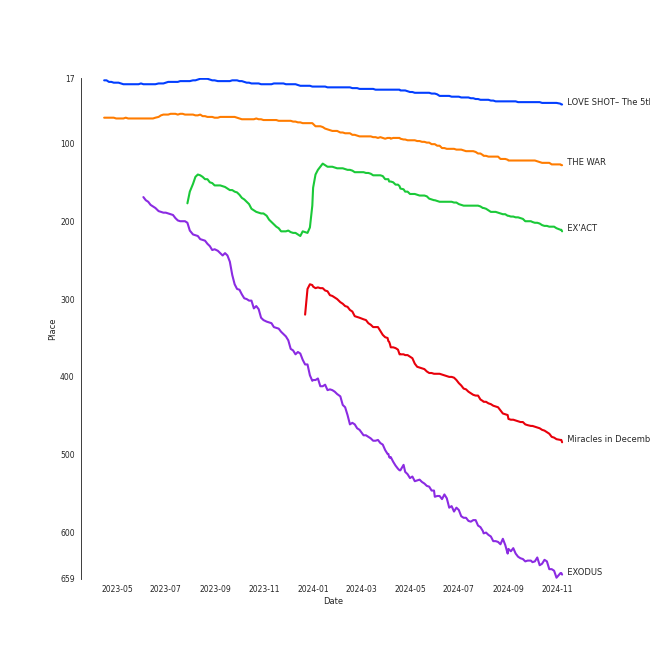 17
100
200
300
400
500
600
659
Place
2023-05 2023-07 2023-09 2023-11 2024-01 2024-03 2024-05 2024-07 2024-09 2024-11
Date
LOVE SHOT– The 5t
THE WAR
EX'ACT
Miracles in Decemb
EXODUS